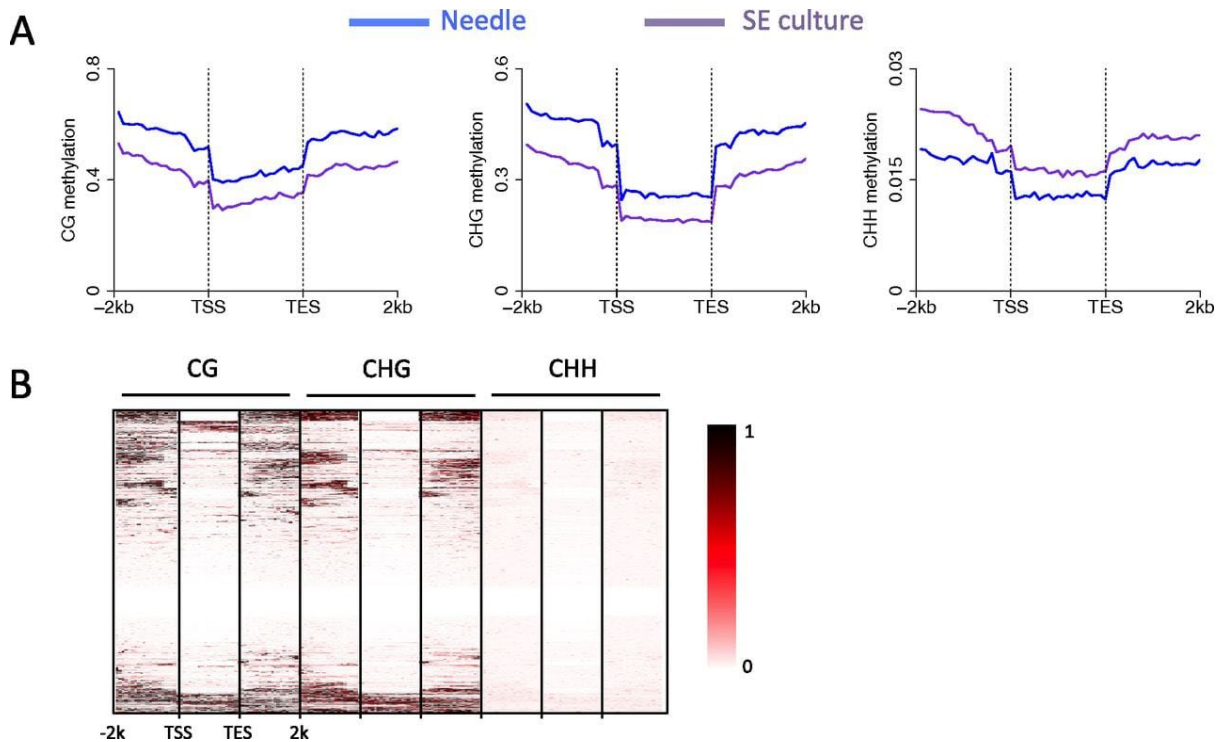 A
Needle
SE culture
CG methylation
0.8
0.4
0
−2kb
TSS
TES
2kb
CHG methylation
0.6
0.3
0
−2kb
TSS
TES
2kb
CHH methylation
0.03
0.015
0
−2kb
TSS
TES
2kb
B
CG
CHG
CHH
1
0
-2k
TSS
TES
2k